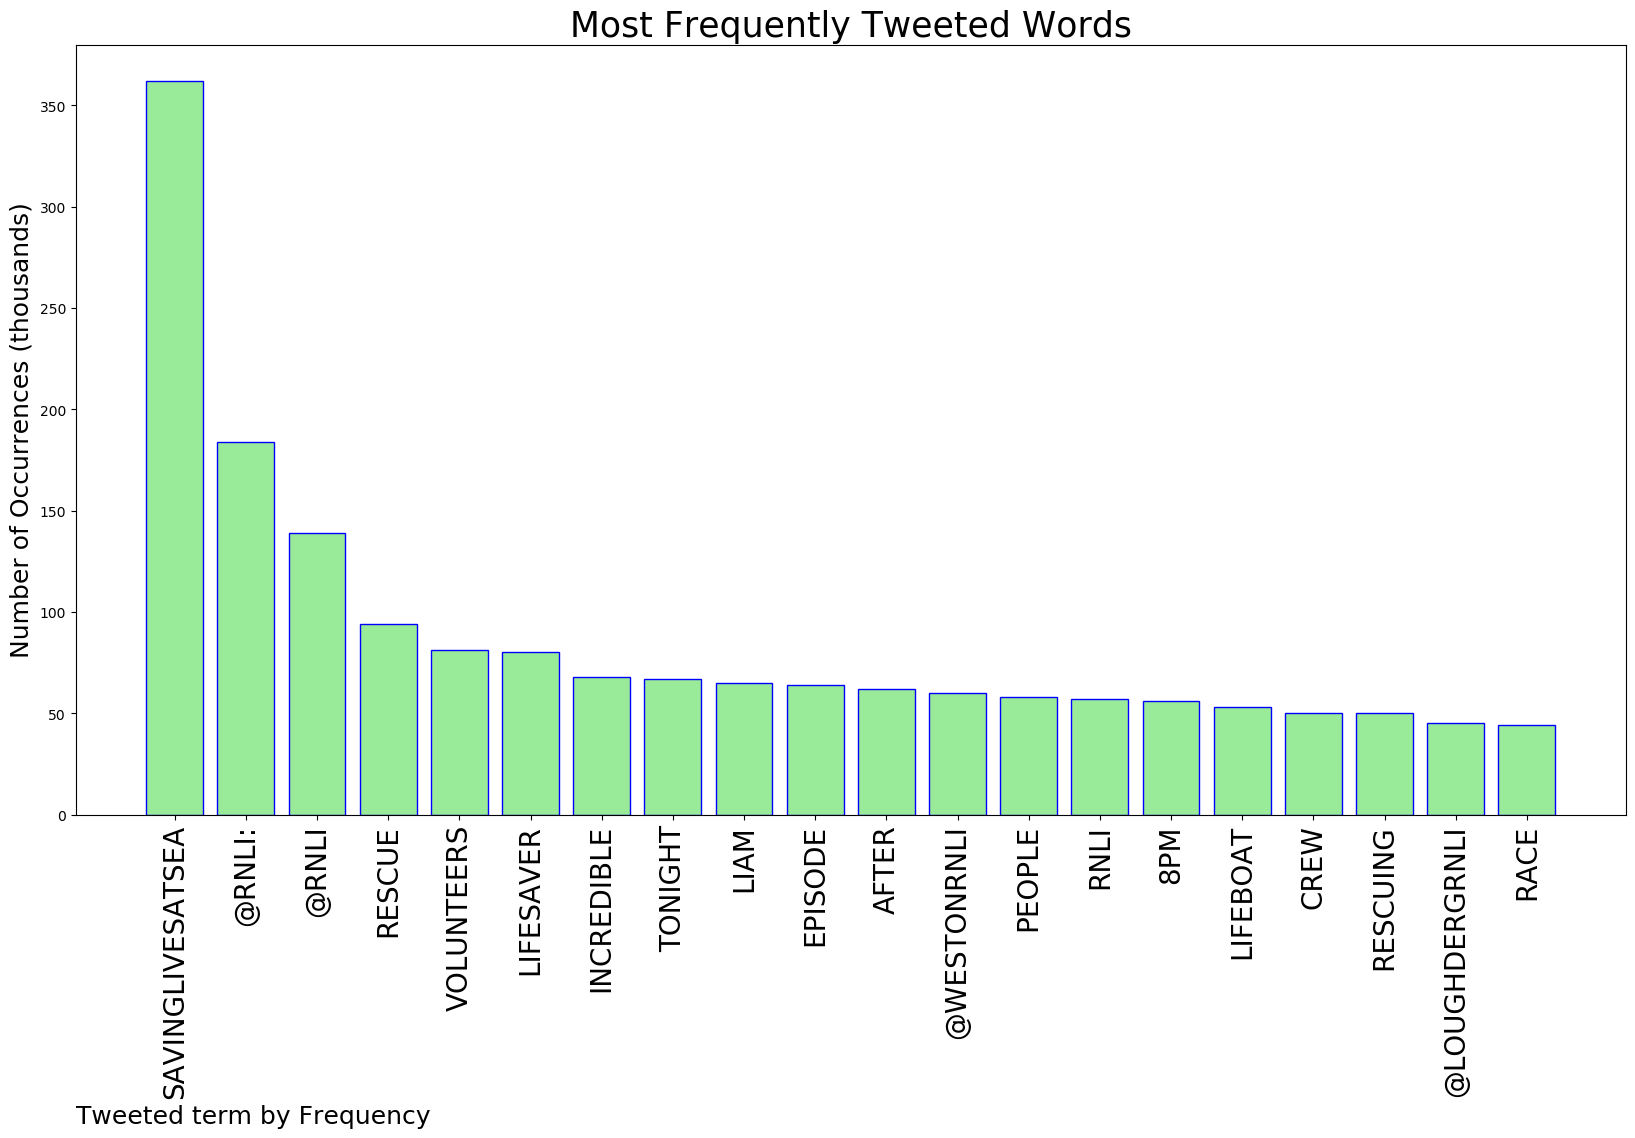 Most Frequently Tweeted Words
Number of Occurrences (thousands)
350
300
250
200
150
100
50
0
SAVINGLIVESATSEA
@RNLI:
@RNLI
RESCUE
VOLUNTEERS
LIFESAVER
INCREDIBLE
TONIGHT
LIAM
EPISODE
AFTER
@WESTONRNLI
PEOPLE
RNLI
8PM
LIFEBOAT
CREW
RESCUING
@LOUGHDERGRNLI
RACE
Tweeted term by Frequency